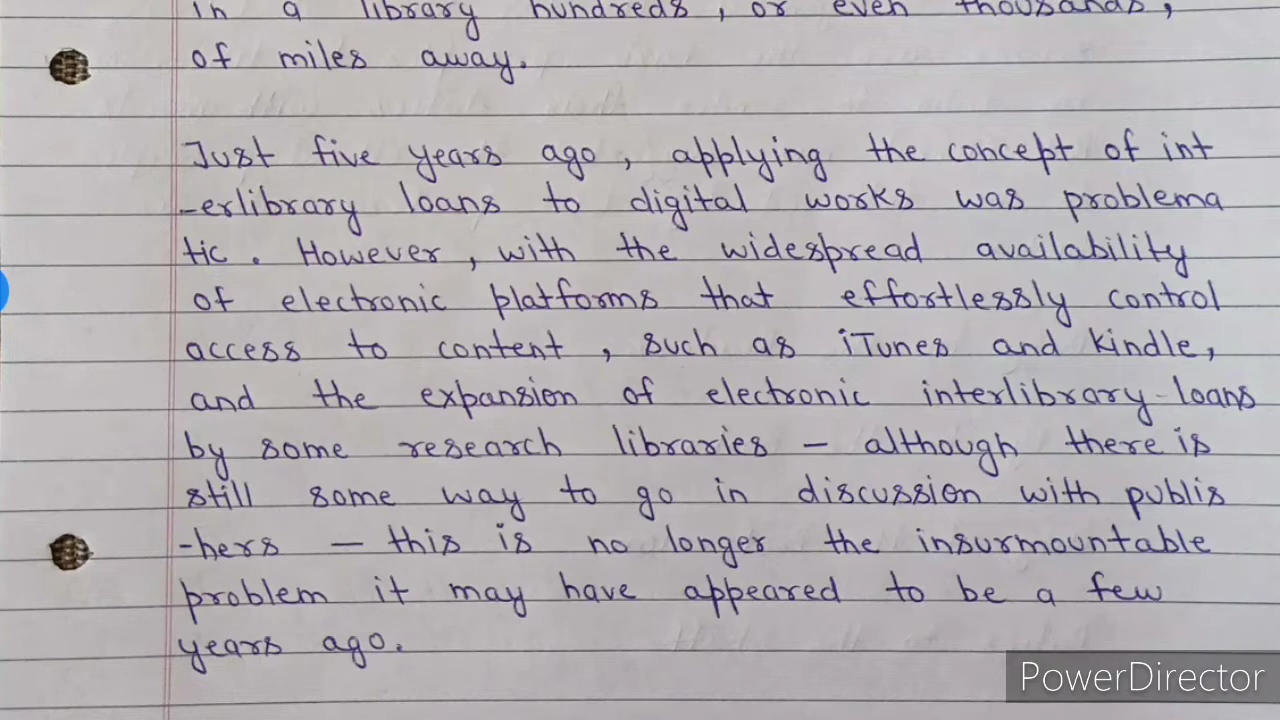 in a library hundreds, or even thousands,
of miles away.
Just five years ago, applying the concept of int
-erlibrary loans to digital works was problema
tic. However, with the widespread availability
of electronic platforms that effortlessly control
access to content, such as iTunes and Kindle,
and the expansion of electronic interlibrary-loans
by some research libraries - although there is
still some way to go in discussion with publis
-hers - this is no longer the insurmountable
problem it may have appeared to be a few
years ago.
PowerDirector